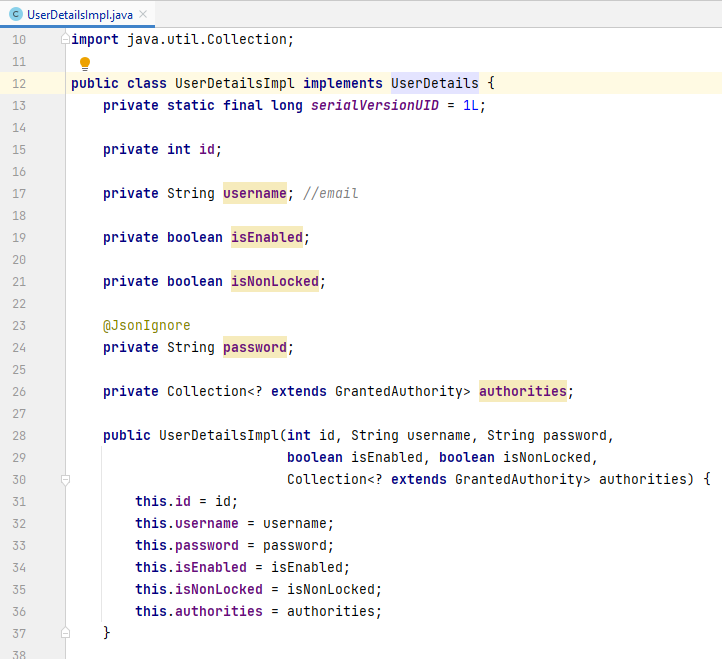 UserDetailsImpl.java
10 import java.util.Collection;
11
12 public class UserDetailsImpl implements UserDetails {
13 private static final long serialVersionUID = 1L;
14
15 private int id;
16
17 private String username; //email
18
19 private boolean isEnabled;
20
21 private boolean isNonLocked;
22
23 @JsonIgnore
24 private String password;
25
26 private Collection<? extends GrantedAuthority> authorities;
27
28 public UserDetailsImpl(int id, String username, String password,
29 boolean isEnabled, boolean isNonLocked,
30 Collection<? extends GrantedAuthority> authorities) {
31 this.id = id;
32 this.username = username;
33 this.password = password;
34 this.isEnabled = isEnabled;
35 this.isNonLocked = isNonLocked;
36 this.authorities = authorities;
37 }
38